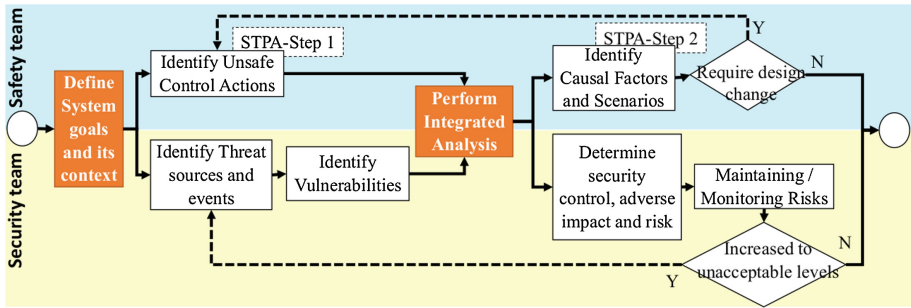 Safety team
Security team
Define
System
goals
and its
context
STPA-Step 1
Identify Unsafe
Control Actions
Identify Threat
sources and
events
Identify
Vulnerabilities
Perform
Integrated
Analysis
STPA-Step 2
Identify
Causal Factors
and Scenarios
Y
Require design
change
N
Determine
security
control, adverse
impact and risk
Maintaining /
Monitoring Risks
Increased to
unacceptable levels
N
Y